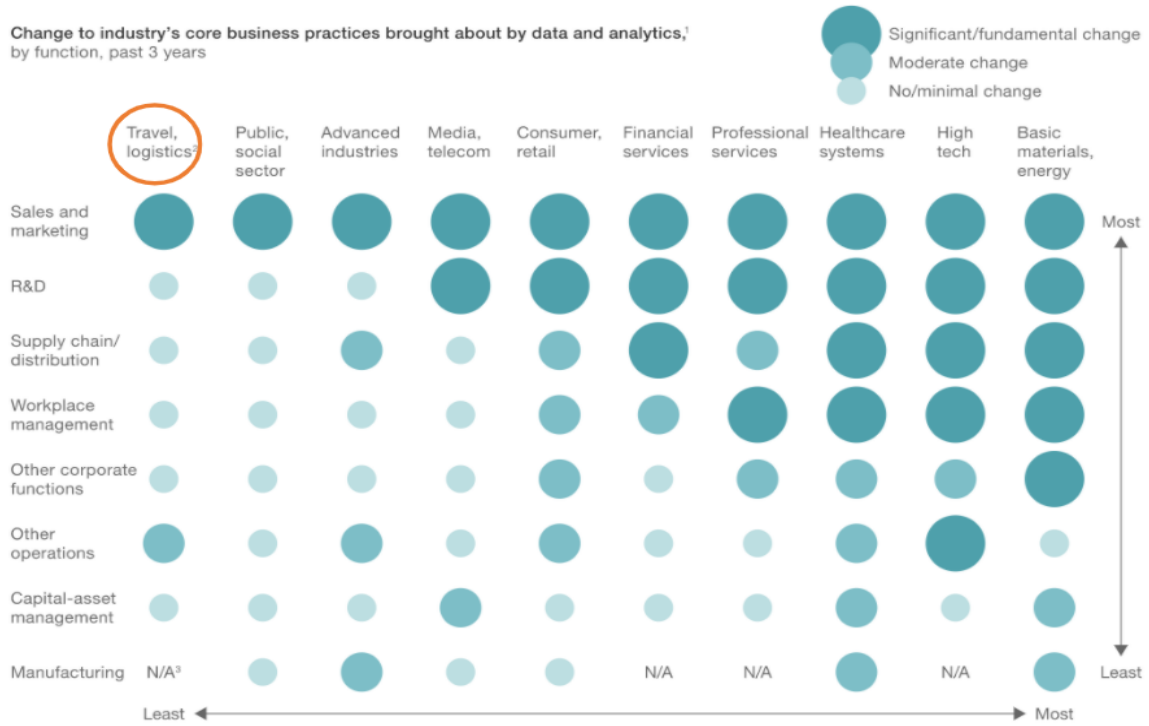 Change to industry's core business practices brought about by data and analytics,¹
by function, past 3 years
Significant/fundamental change
Moderate change
No/minimal change
Travel,
logistics²
Public,
social
sector
Advanced
industries
Media,
telecom
Consumer,
retail
Financial
services
Professional
services
Healthcare
systems
High
tech
Basic
materials,
energy
Sales and
marketing
Most
R&D
Supply chain/
distribution
Workplace
management
Other corporate
functions
Other
operations
Capital-asset
management
Manufacturing N/A³ N/A N/A N/A Least
Least Most